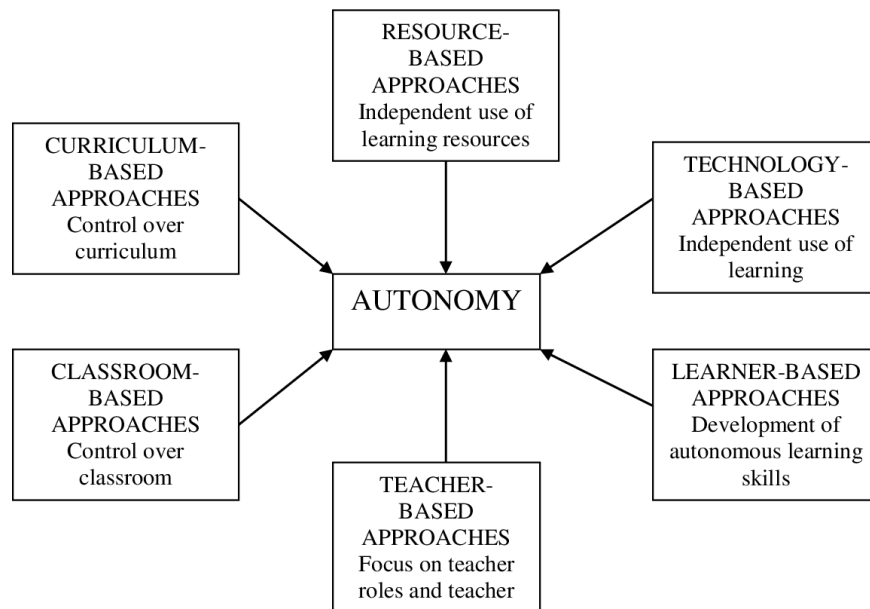 RESOURCE-
BASED
APPROACHES
Independent use of
learning resources
CURRICULUM-
BASED
APPROACHES
Control over
curriculum
TECHNOLOGY-
BASED
APPROACHES
Independent use of
learning
AUTONOMY
CLASSROOM-
BASED
APPROACHES
Control over
classroom
LEARNER-BASED
APPROACHES
Development of
autonomous learning
skills
TEACHER-
BASED
APPROACHES
Focus on teacher
roles and teacher